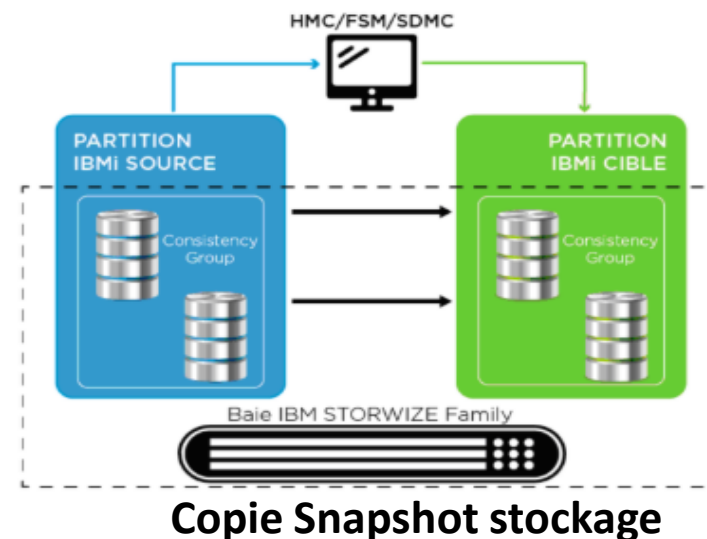 HMC/FSM/SDMC
PARTITION
IBMi SOURCE
PARTITION
IBMi CIBLE
Consistency
Group
Consistency
Group
Baie IBM STORWIZE Family
Copie Snapshot stockage